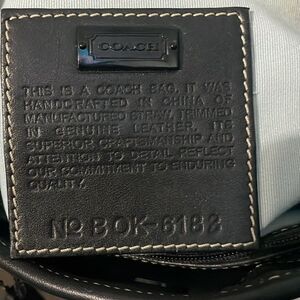 COACH
THIS IS A COACH BAG. IT WAS
HANDCRAFTED IN CHINA OF
MANUFACTURED STRAW, TRIMMED
IN GENUINE LEATHER. ITS
SUPERIOR CRAFTSMANSHIP AND
ATTENTION TO DETAIL REFLECT
OUR COMMITMENT TO ENDURING
QUALITY.
No BOK-6182